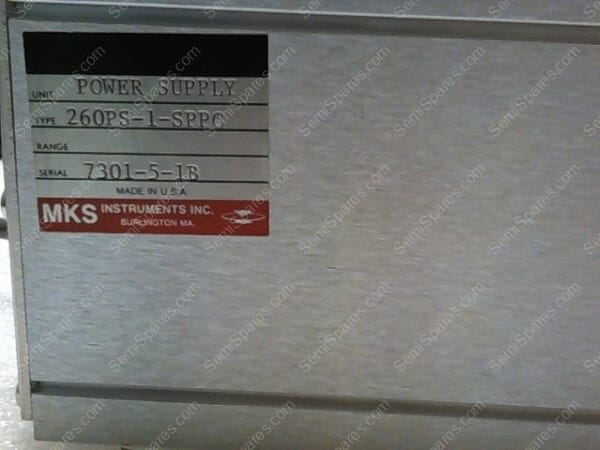 UNIT POWER SUPPLY
TYPE 260PS-1-SPPC
RANGE
SERIAL 7301-5-1B
MADE IN U.S.A
MKS INSTRUMENTS INC.
BURLINGTON MA.
SemiSpares.com